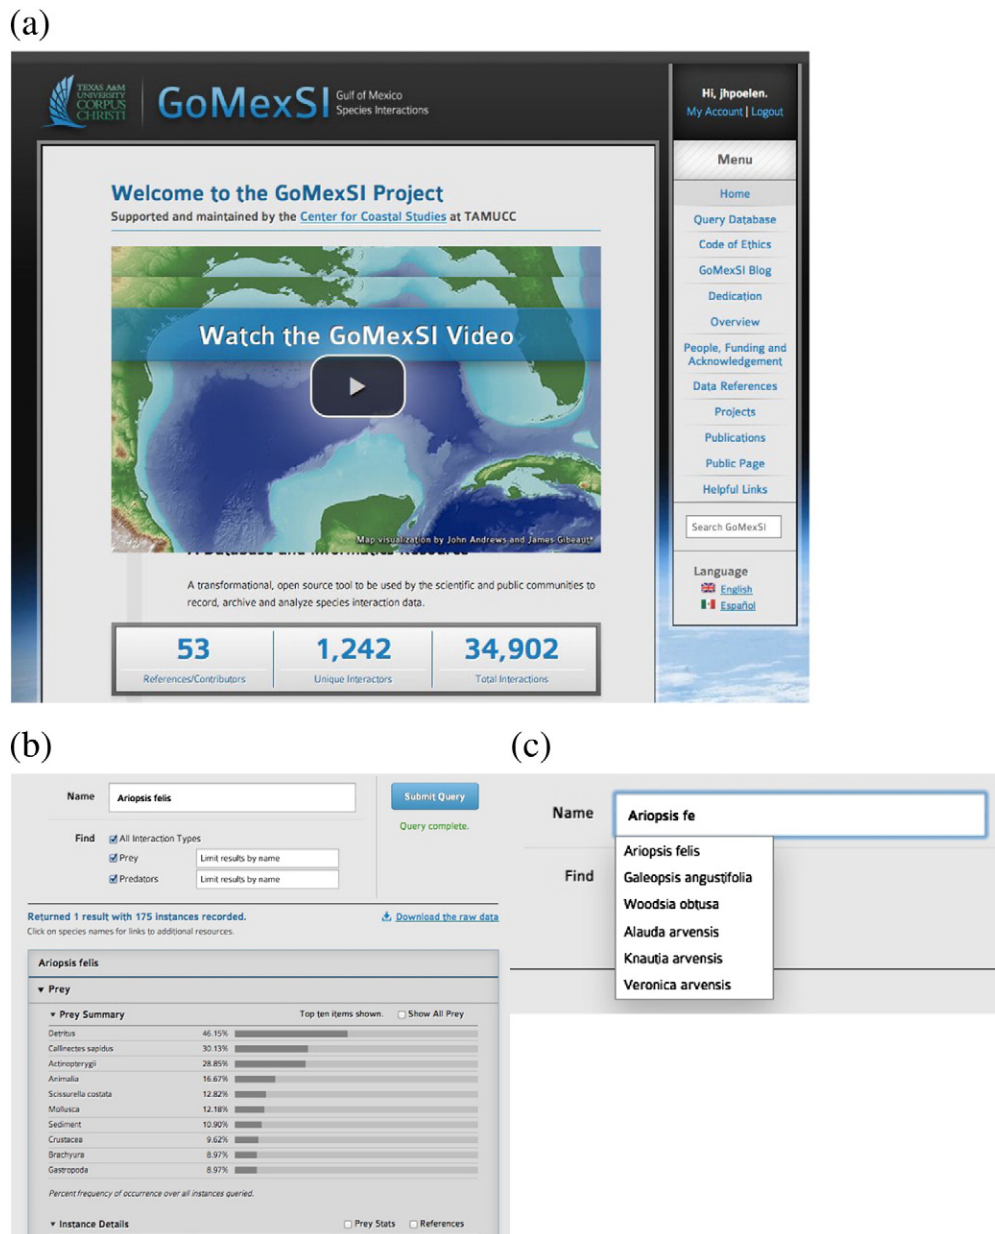 (a)
TEXAS A&M
UNIVERSITY
CORPUS
CHRISTI
GoMexSI Gulf of Mexico
Species Interactions
Hi, jhpoelen.
My Account | Logout
Menu
Home
Query Database
Code of Ethics
GoMexSI Blog
Dedication
Overview
People, Funding and
Acknowledgement
Data References
Projects
Publications
Public Page
Helpful Links
Search GoMexSI
Language
English
Español
Welcome to the GoMexSI Project
Supported and maintained by the Center for Coastal Studies at TAMUCC
Watch the GoMexSI Video
Map visualization by John Andrews and James Gibeaut*
A Database and Informatics Resource
A transformational, open source tool to be used by the scientific and public communities to
record, archive and analyze species interaction data.
53 1,242 34,902
References/Contributors Unique Interactors Total Interactions
(b)
Name Ariopsis felis
Submit Query
Query complete.
Find All Interaction Types
Prey Limit results by name
Predators Limit results by name
Returned 1 result with 175 instances recorded. Download the raw data
Click on species names for links to additional resources.
Ariopsis felis
▼ Prey
▼ Prey Summary Top ten items shown. Show All Prey
Detritus 46.15%
Callinectes sapidus 30.13%
Actinopterygii 28.85%
Animalia 16.67%
Scissurella costata 12.82%
Mollusca 12.18%
Sediment 10.90%
Crustacea 9.62%
Brachyura 8.97%
Gastropoda 8.97%
Percent frequency of occurrence over all instances queried.
▼ Instance Details Prey Stats References
(c)
Name Ariopsis fe
Find
Ariopsis felis
Galeopsis angustifolia
Woodsia obtusa
Alauda arvensis
Knautia arvensis
Veronica arvensis